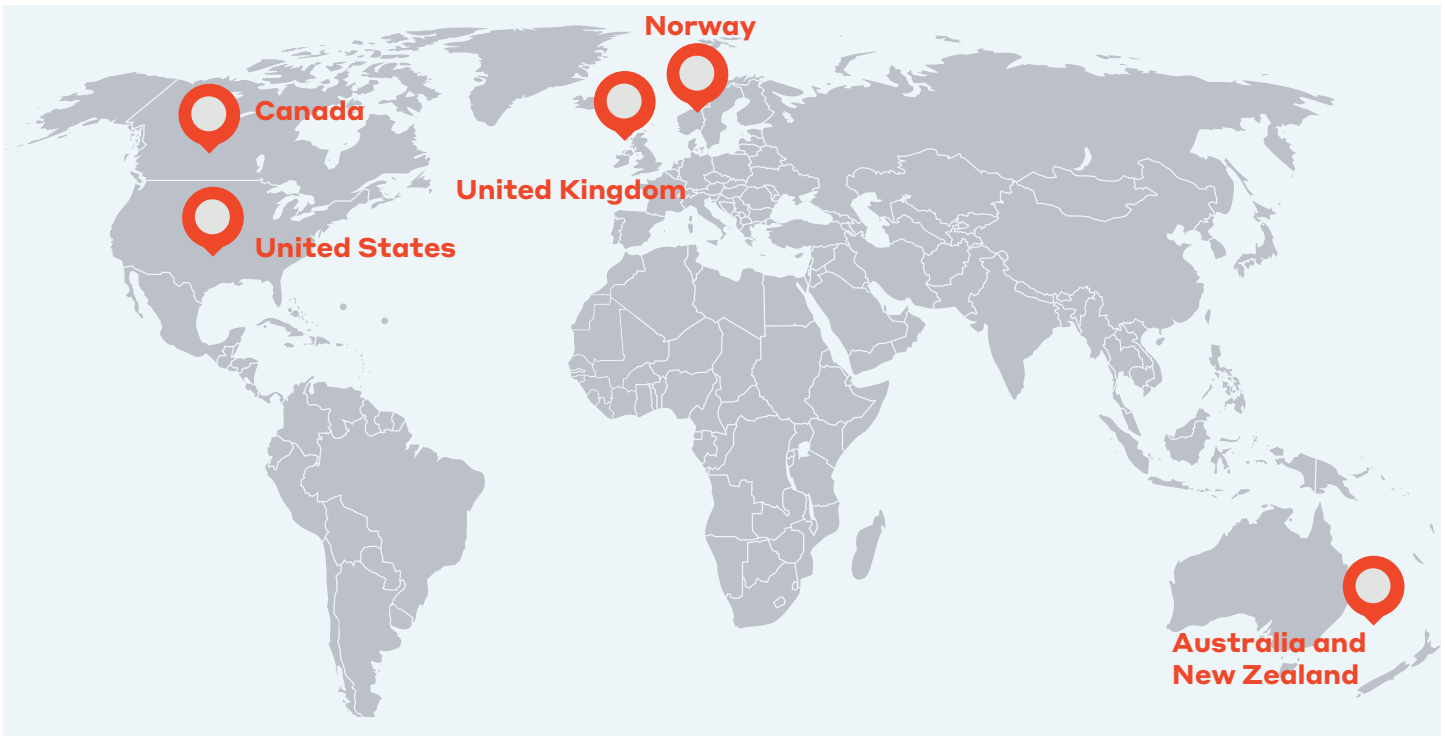 Norway
Canada
United Kingdom
United States
Australia and
New Zealand